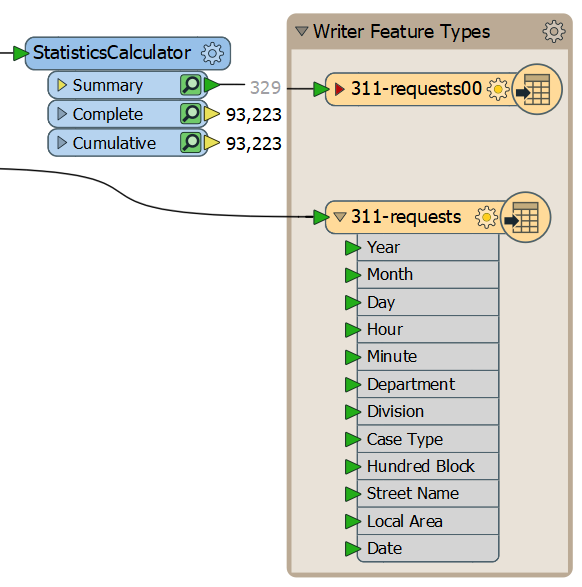 StatisticsCalculator
Summary
329
Complete
93,223
Cumulative
93,223
Writer Feature Types
311-requests00
311-requests
Year
Month
Day
Hour
Minute
Department
Division
Case Type
Hundred Block
Street Name
Local Area
Date